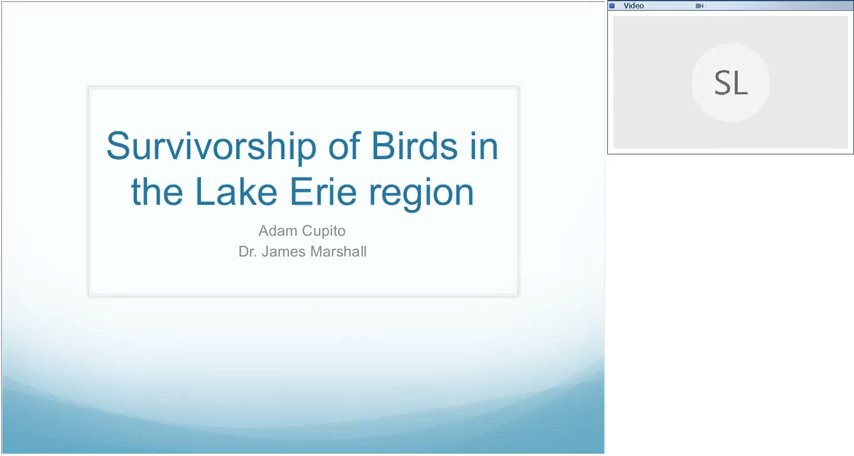 Survivorship of Birds in
the Lake Erie region
Adam Cupito
Dr. James Marshall
Video
SL